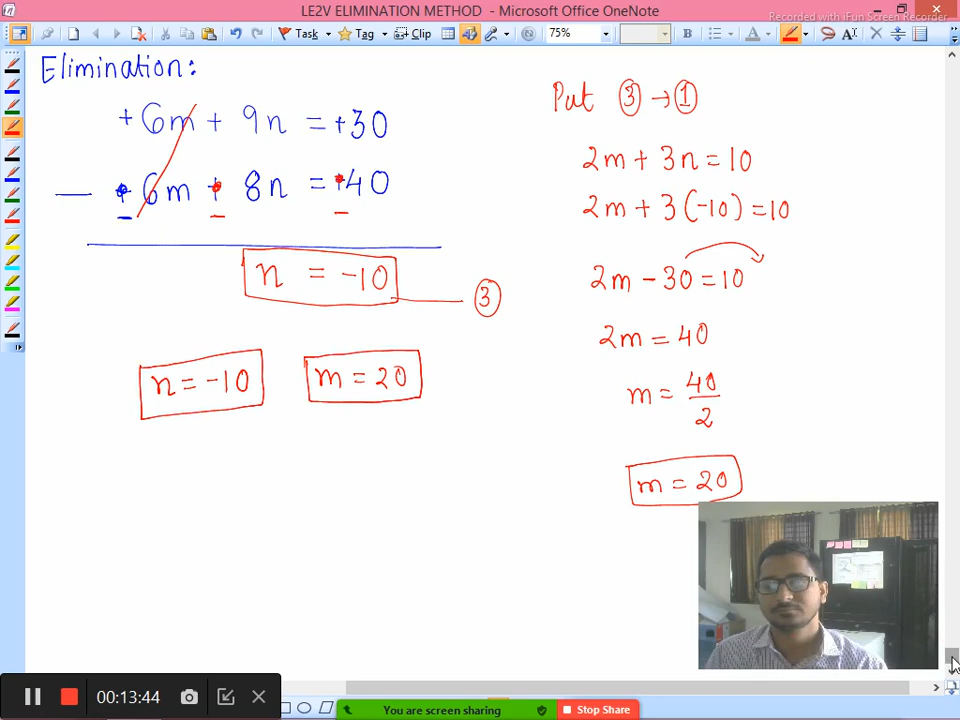 LE2V ELIMINATION METHOD - Microsoft Office OneNote
Recorded with iFun Screen Recorder
Task Tag Clip 75% B A
Elimination:
+6m + 9n = +30
— + 6m + 8n = +40
− − −
n = -10 ③
n = -10 m = 20
Put ③ → ①
2m + 3n = 10
2m + 3(-10) = 10
2m - 30 = 10
2m = 40
m = 40/2
m = 20
00:13:44
You are screen sharing Stop Share